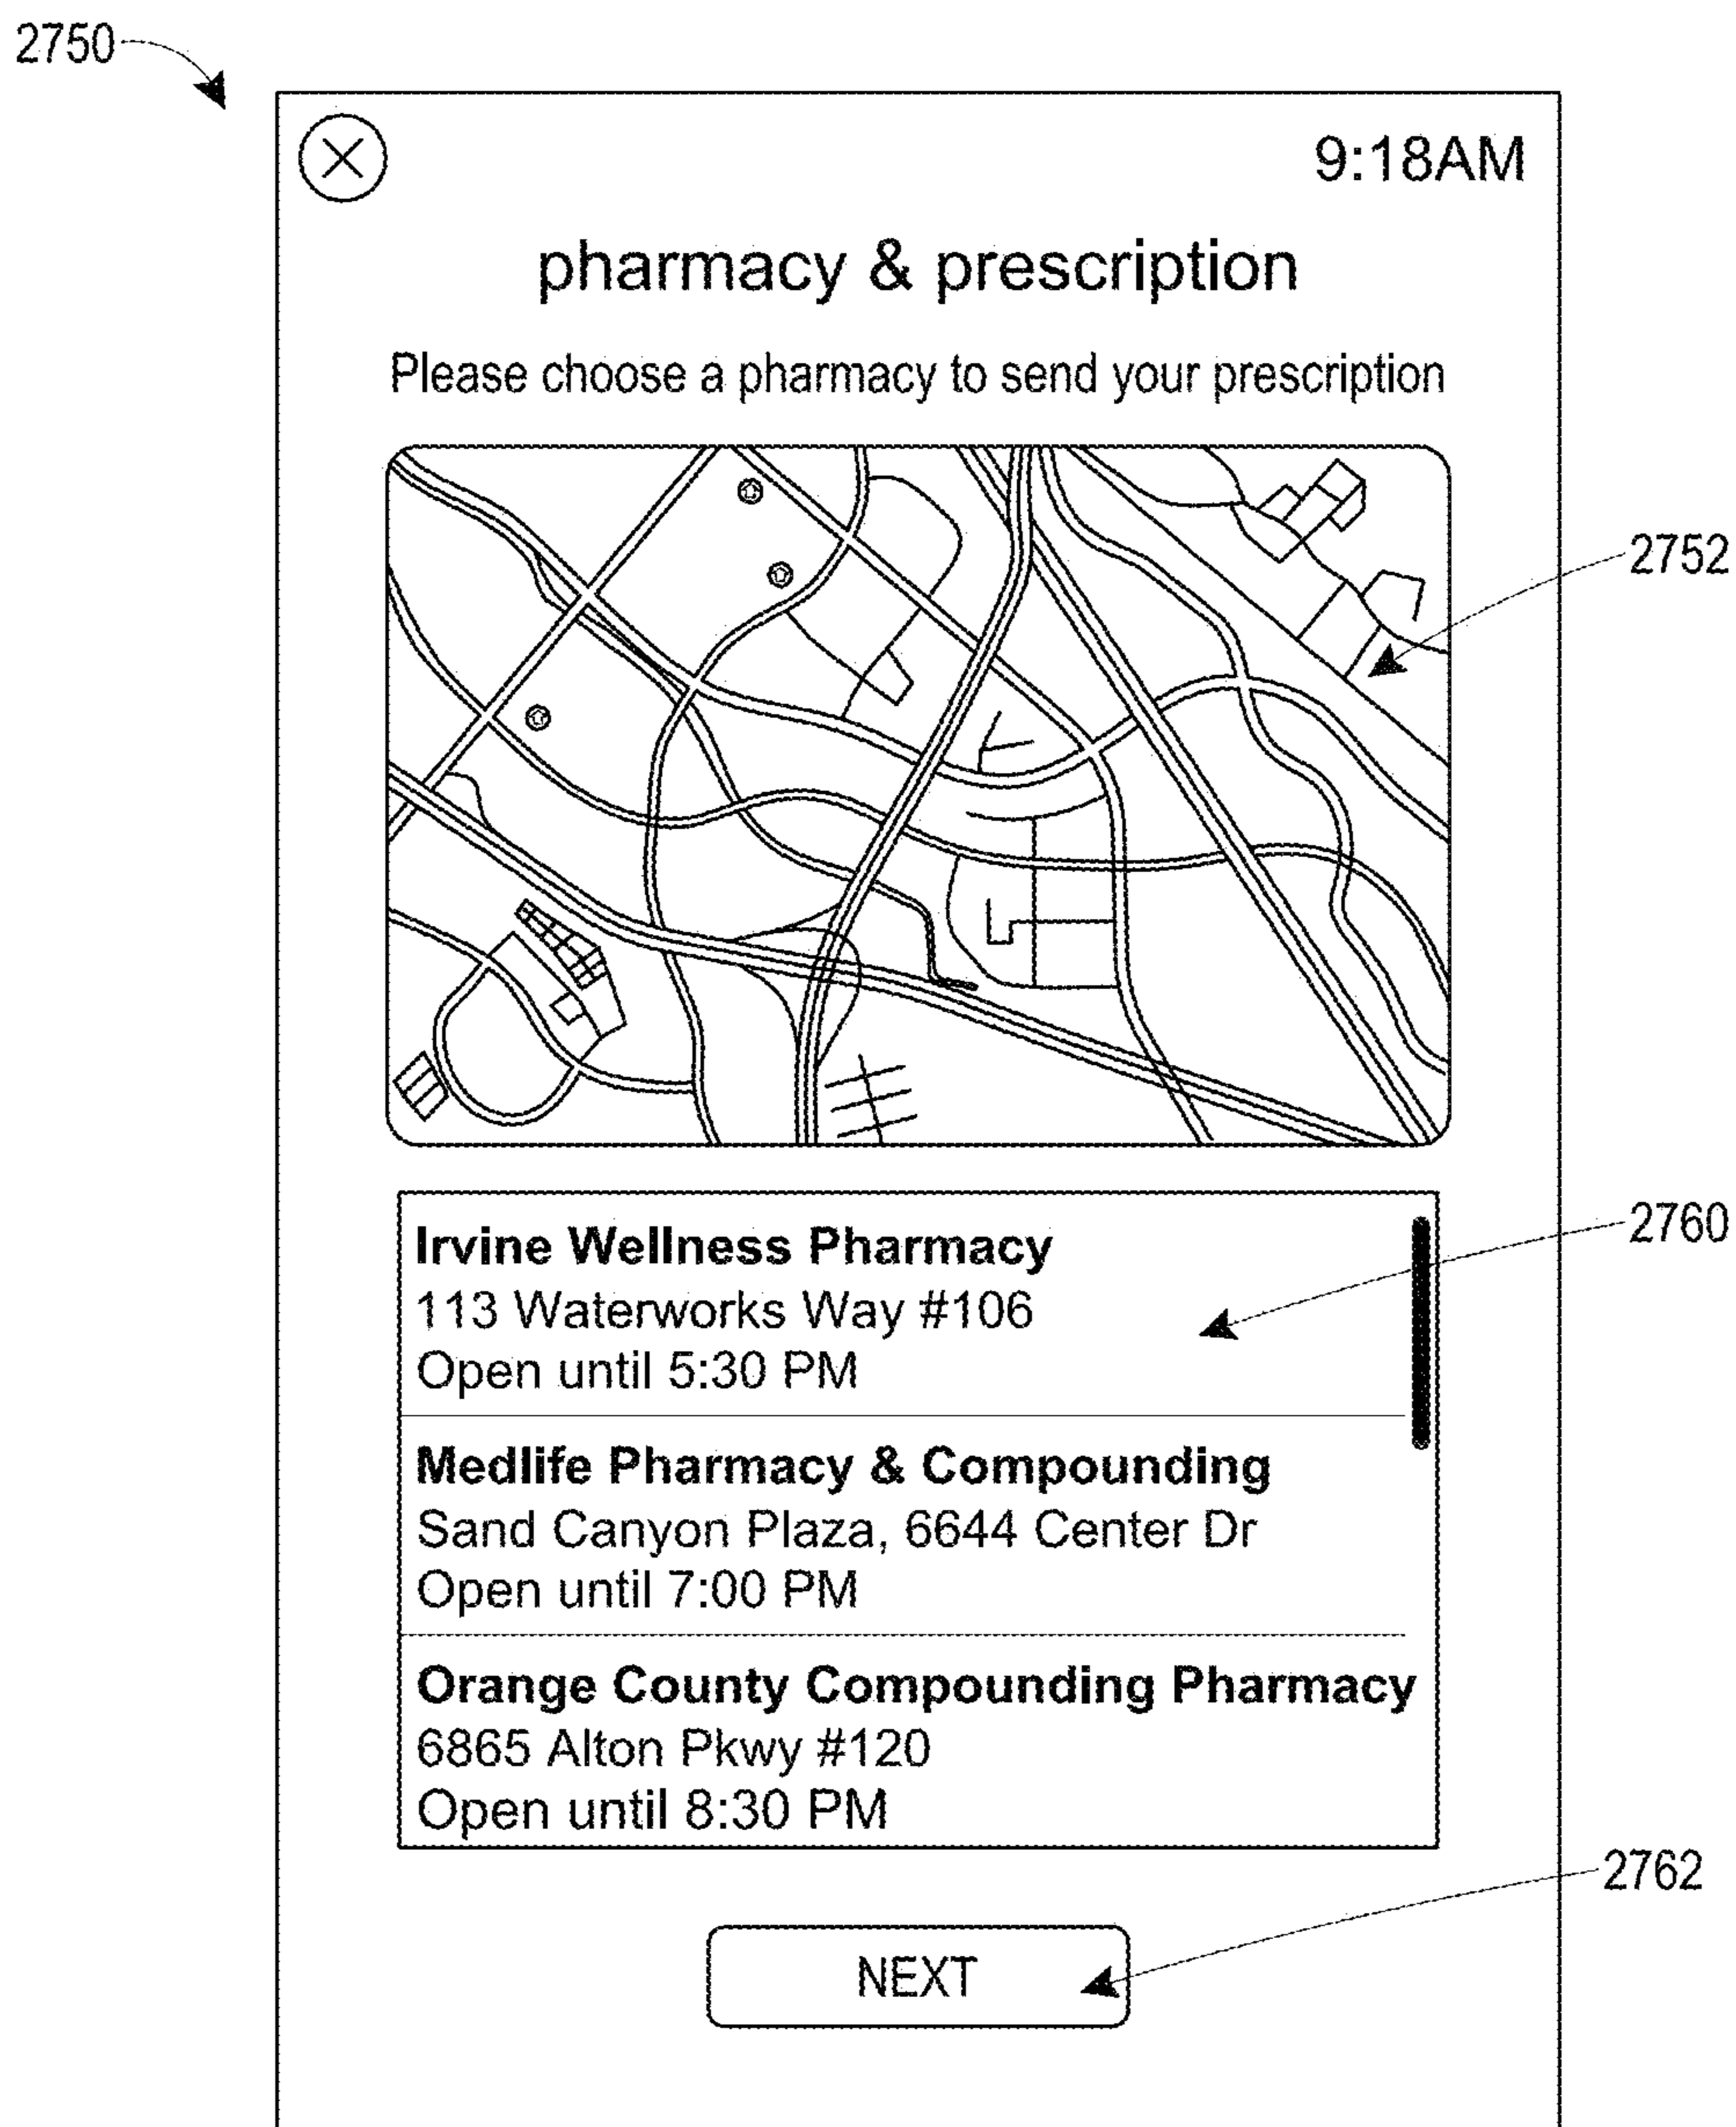 2750
9:18AM
pharmacy & prescription
Please choose a pharmacy to send your prescription
2752
2760
Irvine Wellness Pharmacy
113 Waterworks Way #106
Open until 5:30 PM
Medlife Pharmacy & Compounding
Sand Canyon Plaza, 6644 Center Dr
Open until 7:00 PM
Orange County Compounding Pharmacy
6865 Alton Pkwy #120
Open until 8:30 PM
2762
NEXT